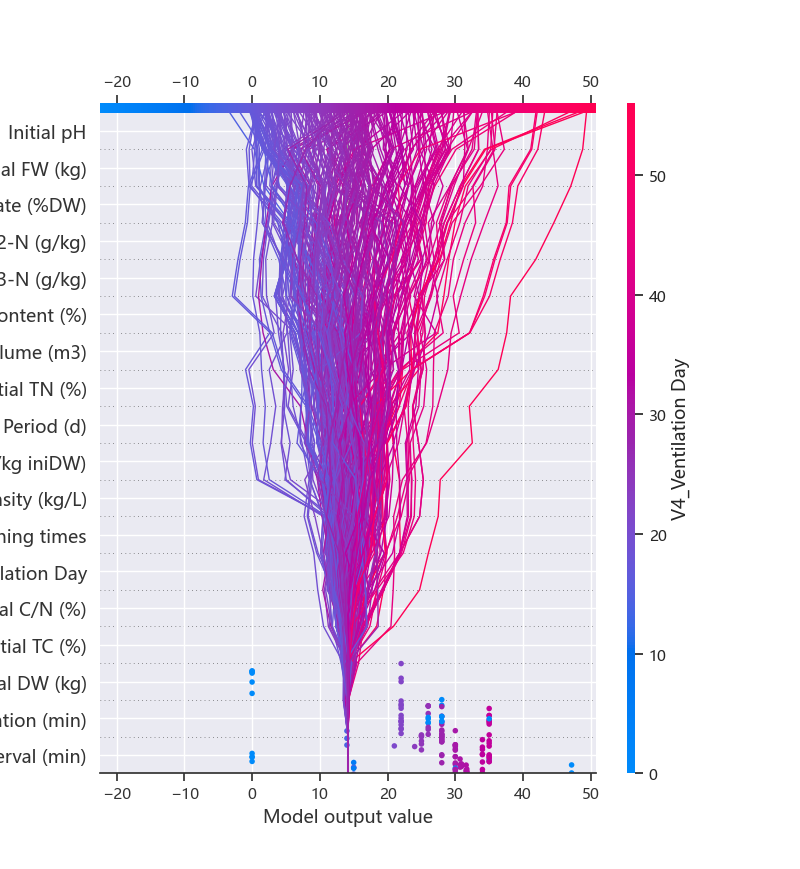 −20 −10 0 10 20 30 40 50
Initial pH
al FW (kg)
ate (%DW)
2-N (g/kg)
3-N (g/kg)
ontent (%)
lume (m3)
tial TN (%)
Period (d)
/kg iniDW)
nsity (kg/L)
ning times
lation Day
al C/N (%)
tial TC (%)
al DW (kg)
ation (min)
erval (min)
−20 −10 0 10 20 30 40 50
Model output value
50
40
30
20
10
0
V4_Ventilation Day